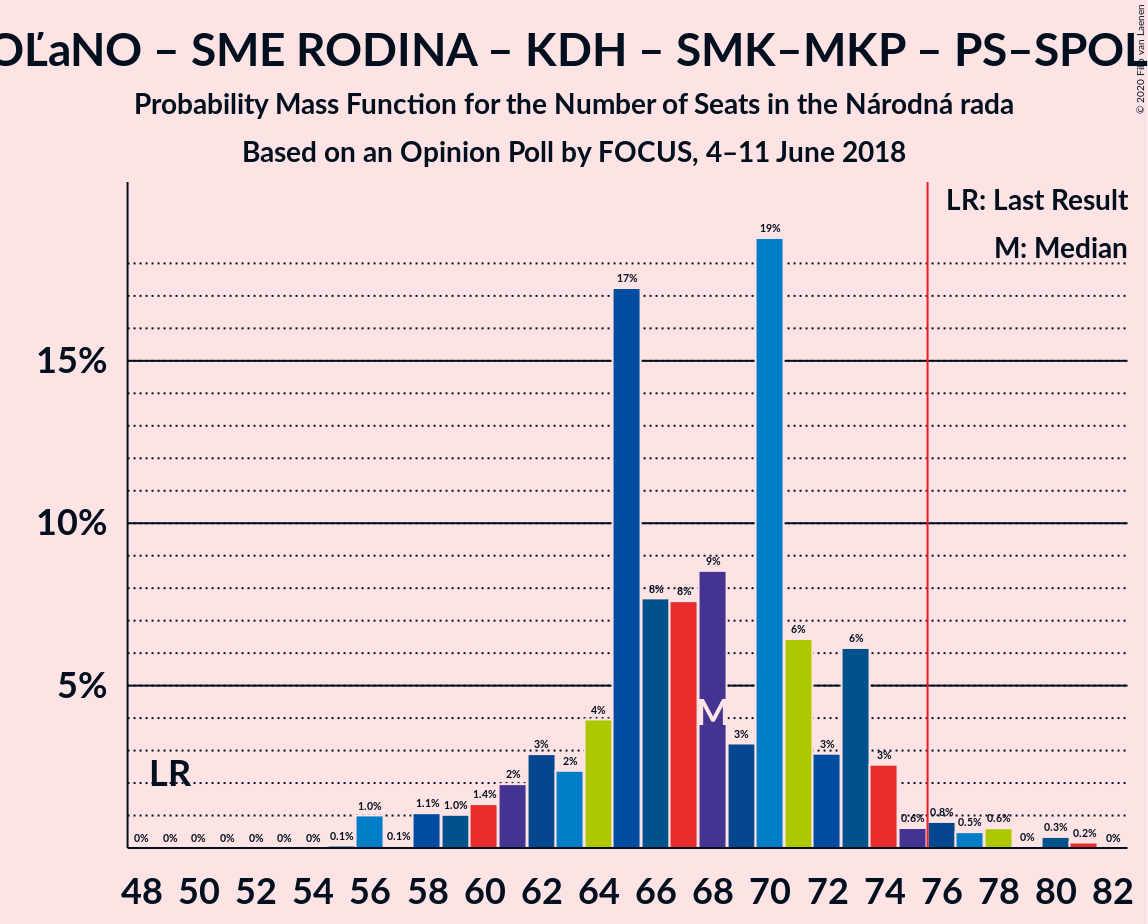 OĽaNO – SME RODINA – KDH – SMK–MKP – PS–SPOL
Probability Mass Function for the Number of Seats in the Národná rada
Based on an Opinion Poll by FOCUS, 4–11 June 2018
© 2020 Filip van Laenen
LR: Last Result
M: Median
15%
10%
5%
LR
M
0% 0% 0% 0% 0% 0% 0% 0.1% 1.0% 0.1% 1.1% 1.0% 1.4% 2% 3% 2% 4% 17% 8% 8% 9% 3% 19% 6% 3% 6% 3% 0.6% 0.8% 0.5% 0.6% 0% 0.3% 0.2% 0%
48 50 52 54 56 58 60 62 64 66 68 70 72 74 76 78 80 82